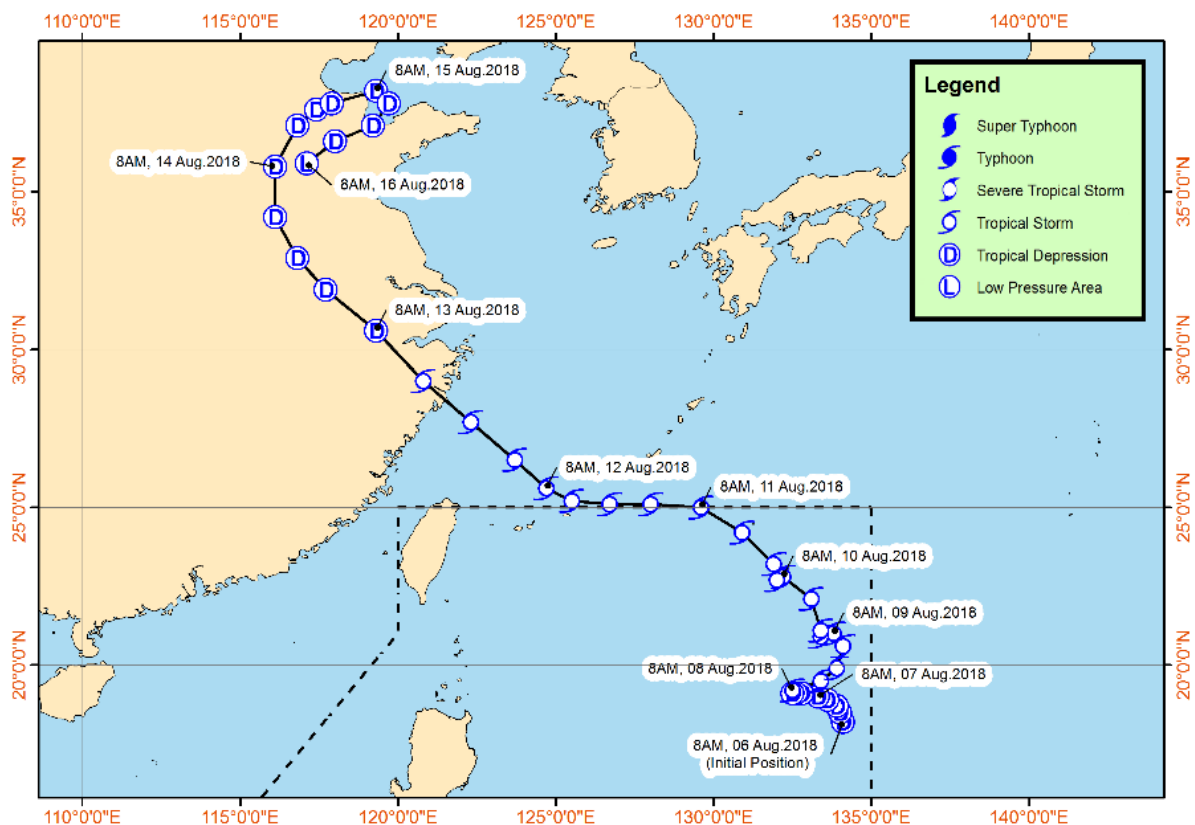 110°0'0"E
115°0'0"E
120°0'0"E
125°0'0"E
130°0'0"E
135°0'0"E
140°0'0"E
8AM, 15 Aug.2018
Legend
Super Typhoon
Typhoon
Severe Tropical Storm
Tropical Storm
Tropical Depression
Low Pressure Area
D
D
D
D
D
D
D
D
8AM, 14 Aug.2018
D
L
8AM, 16 Aug.2018
35°0'0"N
35°0'0"N
D
D
D
8AM, 13 Aug.2018
D
30°0'0"N
30°0'0"N
8AM, 12 Aug.2018
8AM, 11 Aug.2018
25°0'0"N
25°0'0"N
8AM, 10 Aug.2018
8AM, 09 Aug.2018
20°0'0"N
20°0'0"N
8AM, 08 Aug.2018
8AM, 07 Aug.2018
8AM, 06 Aug.2018
(Initial Position)
110°0'0"E
115°0'0"E
120°0'0"E
125°0'0"E
130°0'0"E
135°0'0"E
140°0'0"E